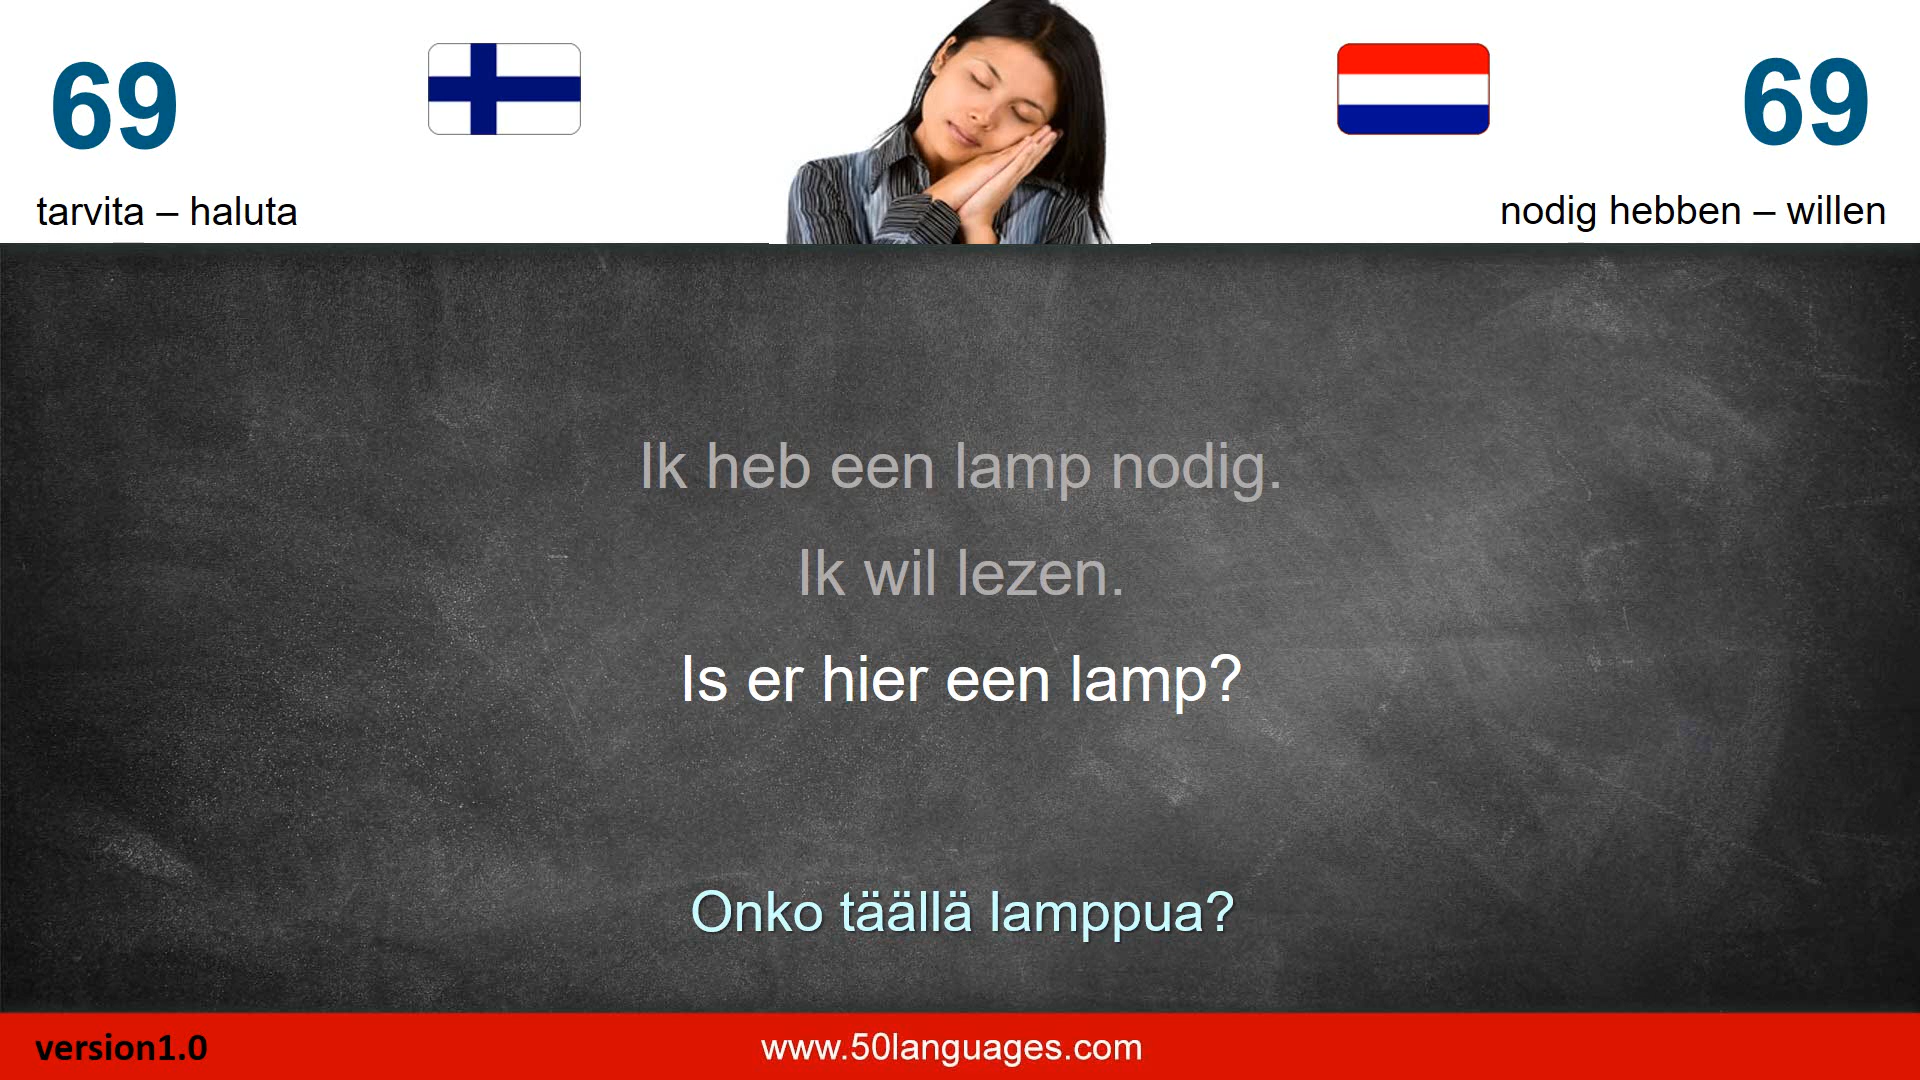 69
69
tarvita – haluta
nodig hebben – willen
Ik heb een lamp nodig.
Ik wil lezen.
Is er hier een lamp?
Onko täällä lamppua?
version1.0
www.50languages.com